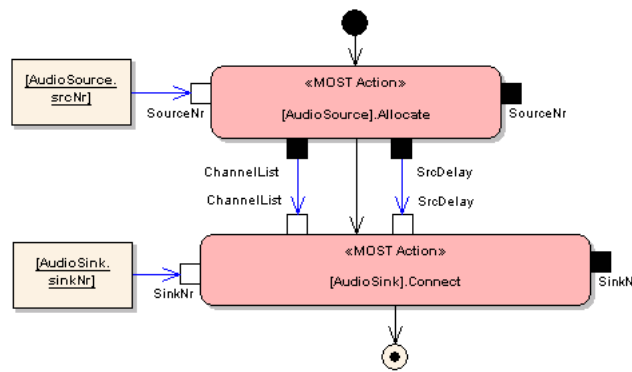 «MOST Action»
[AudioSource.
srcNr]
[AudioSource].Allocate
SourceNr
SourceNr
ChannelList
SrcDelay
ChannelList
SrcDelay
«MOST Action»
[AudioSink.
sinkNr]
[AudioSink].Connect
SinkNr
SinkN